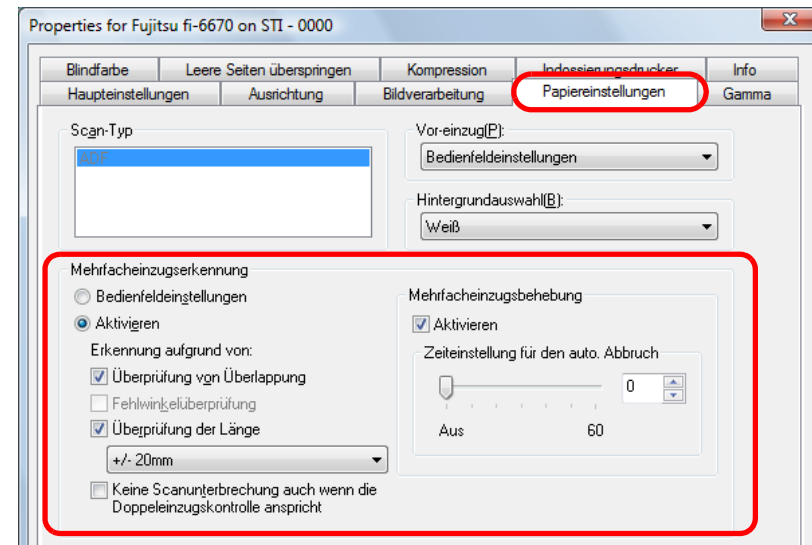 Properties for Fujitsu fi-6670 on STI - 0000
Blindfarbe Leere Seiten überspringen Kompression Indossierungsdrucker Info
Haupteinstellungen Ausrichtung Bildverarbeitung Papiereinstellungen Gamma
Scan-Typ
ADF
Vor-einzug(P):
Bedienfeldeinstellungen
Hintergrundauswahl(B):
Weiß
Mehrfacheinzugserkennung
Bedienfeldeinstellungen
Aktivieren
Erkennung aufgrund von:
Überprüfung von Überlappung
Fehlwinkelüberprüfung
Überprüfung der Länge
+/- 20mm
Keine Scanunterbrechung auch wenn die
Doppeleinzugskontrolle anspricht
Mehrfacheinzugsbehebung
Aktivieren
Zeiteinstellung für den auto. Abbruch
0
Aus 60